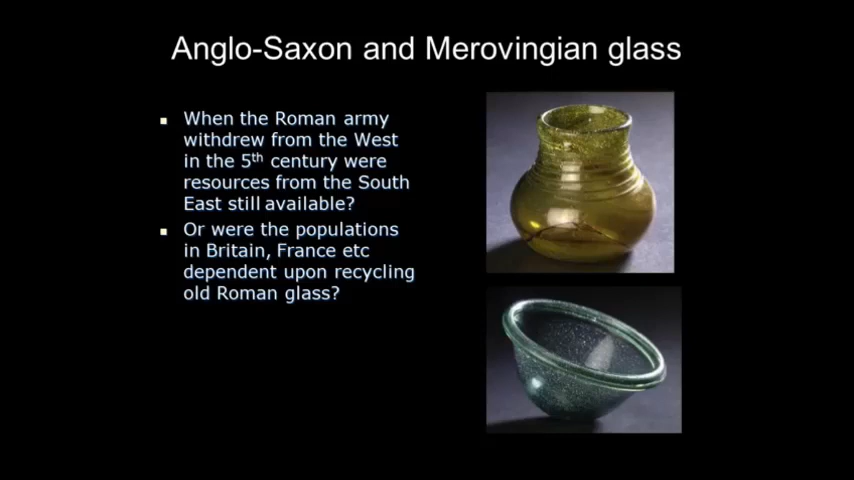 Anglo-Saxon and Merovingian glass
When the Roman army
withdrew from the West
in the 5th century were
resources from the South
East still available?
Or were the populations
in Britain, France etc
dependent upon recycling
old Roman glass?